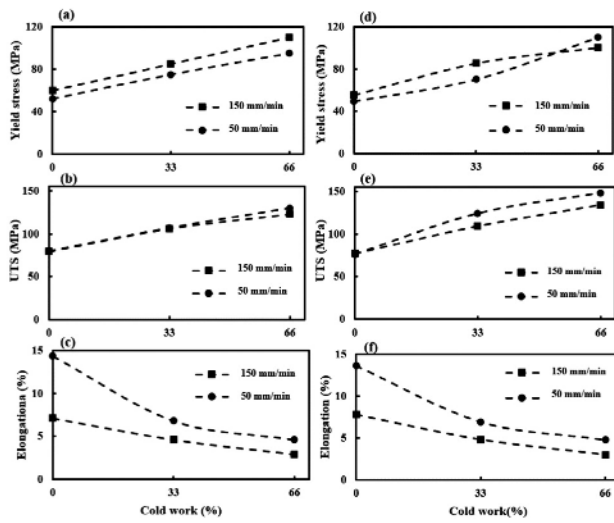 (a)
120
80
40
0
Yield stress (MPa)
150 mm/min
50 mm/min
0 33 66
(b)
150
100
50
0
UTS (MPa)
150 mm/min
50 mm/min
0 33 66
(c)
15
10
5
0
Elongationa (%)
150 mm/min
50 mm/min
0 33 66
Cold work (%)
(d)
120
80
40
0
Yield stress (MPa)
150 mm/min
50 mm/min
0 33 66
(e)
150
100
50
0
UTS (MPa)
150 mm/min
50 mm/min
0 33 66
(f)
15
10
5
0
Elongation (%)
150 mm/min
50 mm/min
0 33 66
Cold work(%)